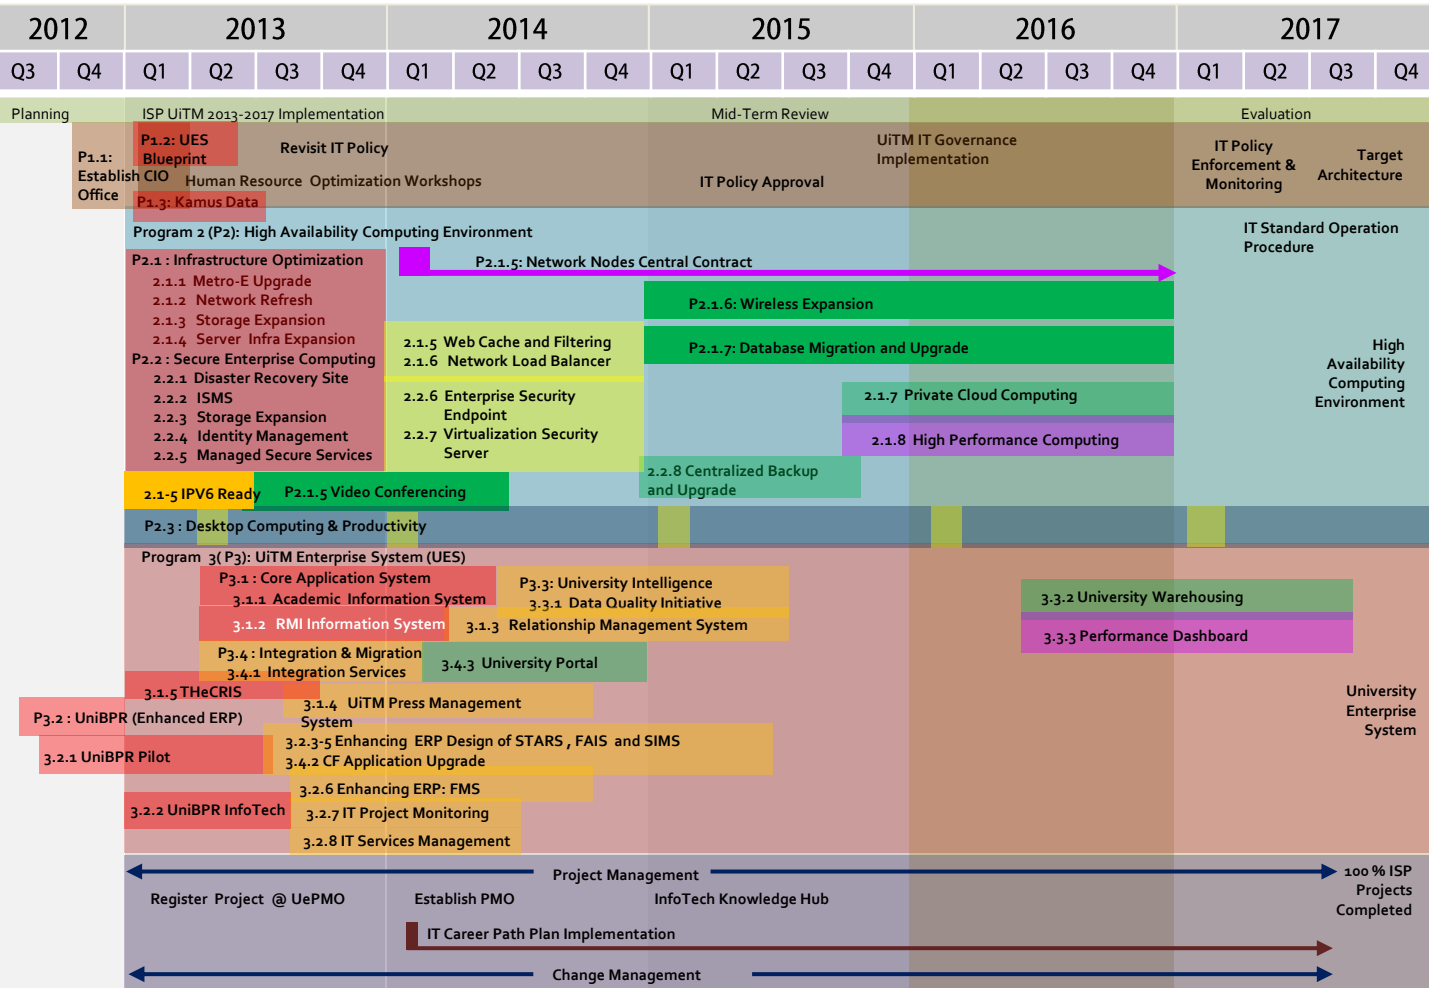 2012 2013 2014 2015 2016 2017
Q3 Q4 Q1 Q2 Q3 Q4 Q1 Q2 Q3 Q4 Q1 Q2 Q3 Q4 Q1 Q2 Q3 Q4 Q1 Q2 Q3 Q4
Planning ISP UiTM 2013-2017 Implementation Mid-Term Review Evaluation
P1.1:
Establish CIO
Office
P1.2: UES
Blueprint
Revisit IT Policy
Human Resource Optimization Workshops
P1.3: Kamus Data
IT Policy Approval
UiTM IT Governance
Implementation
IT Policy
Enforcement &
Monitoring
Target
Architecture
Program 2 (P2): High Availability Computing Environment
IT Standard Operation
Procedure
P2.1 : Infrastructure Optimization
2.1.1 Metro-E Upgrade
2.1.2 Network Refresh
2.1.3 Storage Expansion
2.1.4 Server Infra Expansion
P2.2 : Secure Enterprise Computing
2.2.1 Disaster Recovery Site
2.2.2 ISMS
2.2.3 Storage Expansion
2.2.4 Identity Management
2.2.5 Managed Secure Services
P2.1.5: Network Nodes Central Contract
P2.1.6: Wireless Expansion
2.1.5 Web Cache and Filtering
2.1.6 Network Load Balancer
P2.1.7: Database Migration and Upgrade
2.2.6 Enterprise Security
Endpoint
2.2.7 Virtualization Security
Server
2.1.7 Private Cloud Computing
2.1.8 High Performance Computing
2.2.8 Centralized Backup
and Upgrade
High
Availability
Computing
Environment
2.1-5 IPV6 Ready
P2.1.5 Video Conferencing
P2.3 : Desktop Computing & Productivity
Program 3( P3): UiTM Enterprise System (UES)
P3.1 : Core Application System
3.1.1 Academic Information System
3.1.2 RMI Information System
P3.3: University Intelligence
3.3.1 Data Quality Initiative
3.1.3 Relationship Management System
3.3.2 University Warehousing
3.3.3 Performance Dashboard
P3.4 : Integration & Migration
3.4.1 Integration Services
3.4.3 University Portal
3.1.5 THeCRIS
3.1.4 UiTM Press Management
System
P3.2 : UniBPR (Enhanced ERP)
3.2.1 UniBPR Pilot
3.2.3-5 Enhancing ERP Design of STARS , FAIS and SIMS
3.4.2 CF Application Upgrade
3.2.6 Enhancing ERP: FMS
3.2.2 UniBPR InfoTech
3.2.7 IT Project Monitoring
3.2.8 IT Services Management
University
Enterprise
System
Project Management
Register Project @ UePMO
Establish PMO
InfoTech Knowledge Hub
100 % ISP
Projects
Completed
IT Career Path Plan Implementation
Change Management